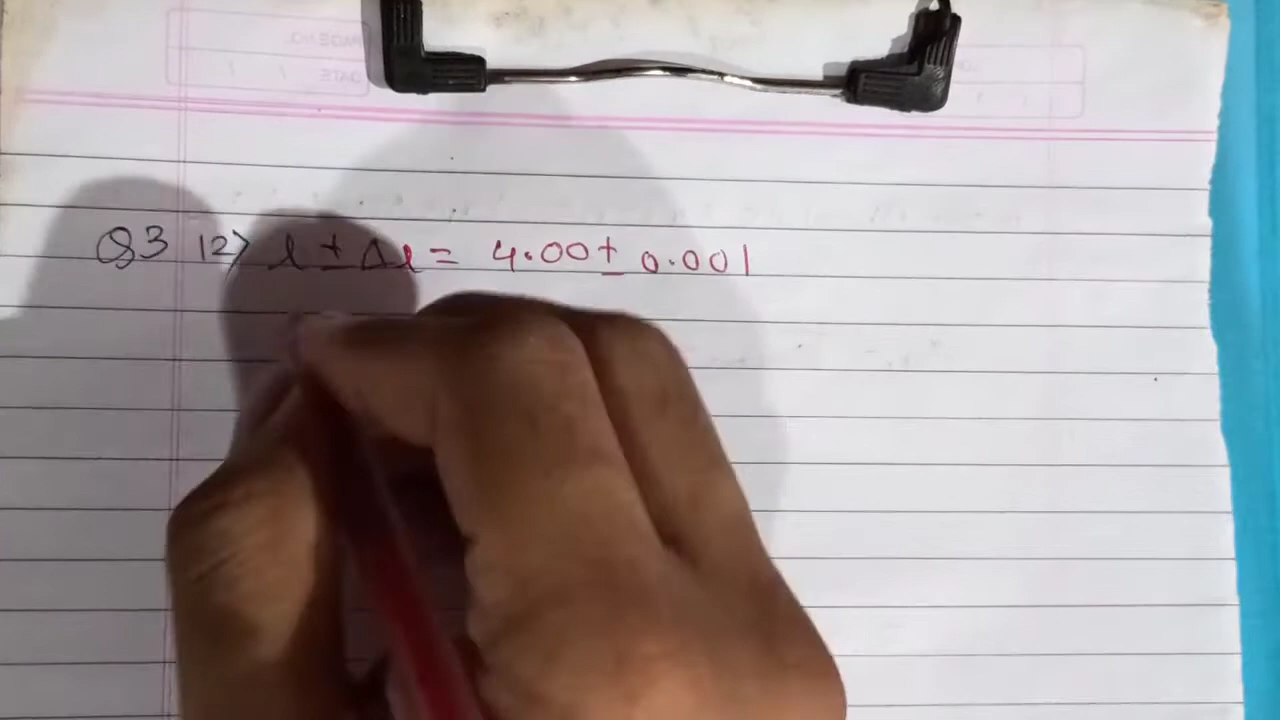 Q3 12> l ± Δl = 4.00 ± 0.001